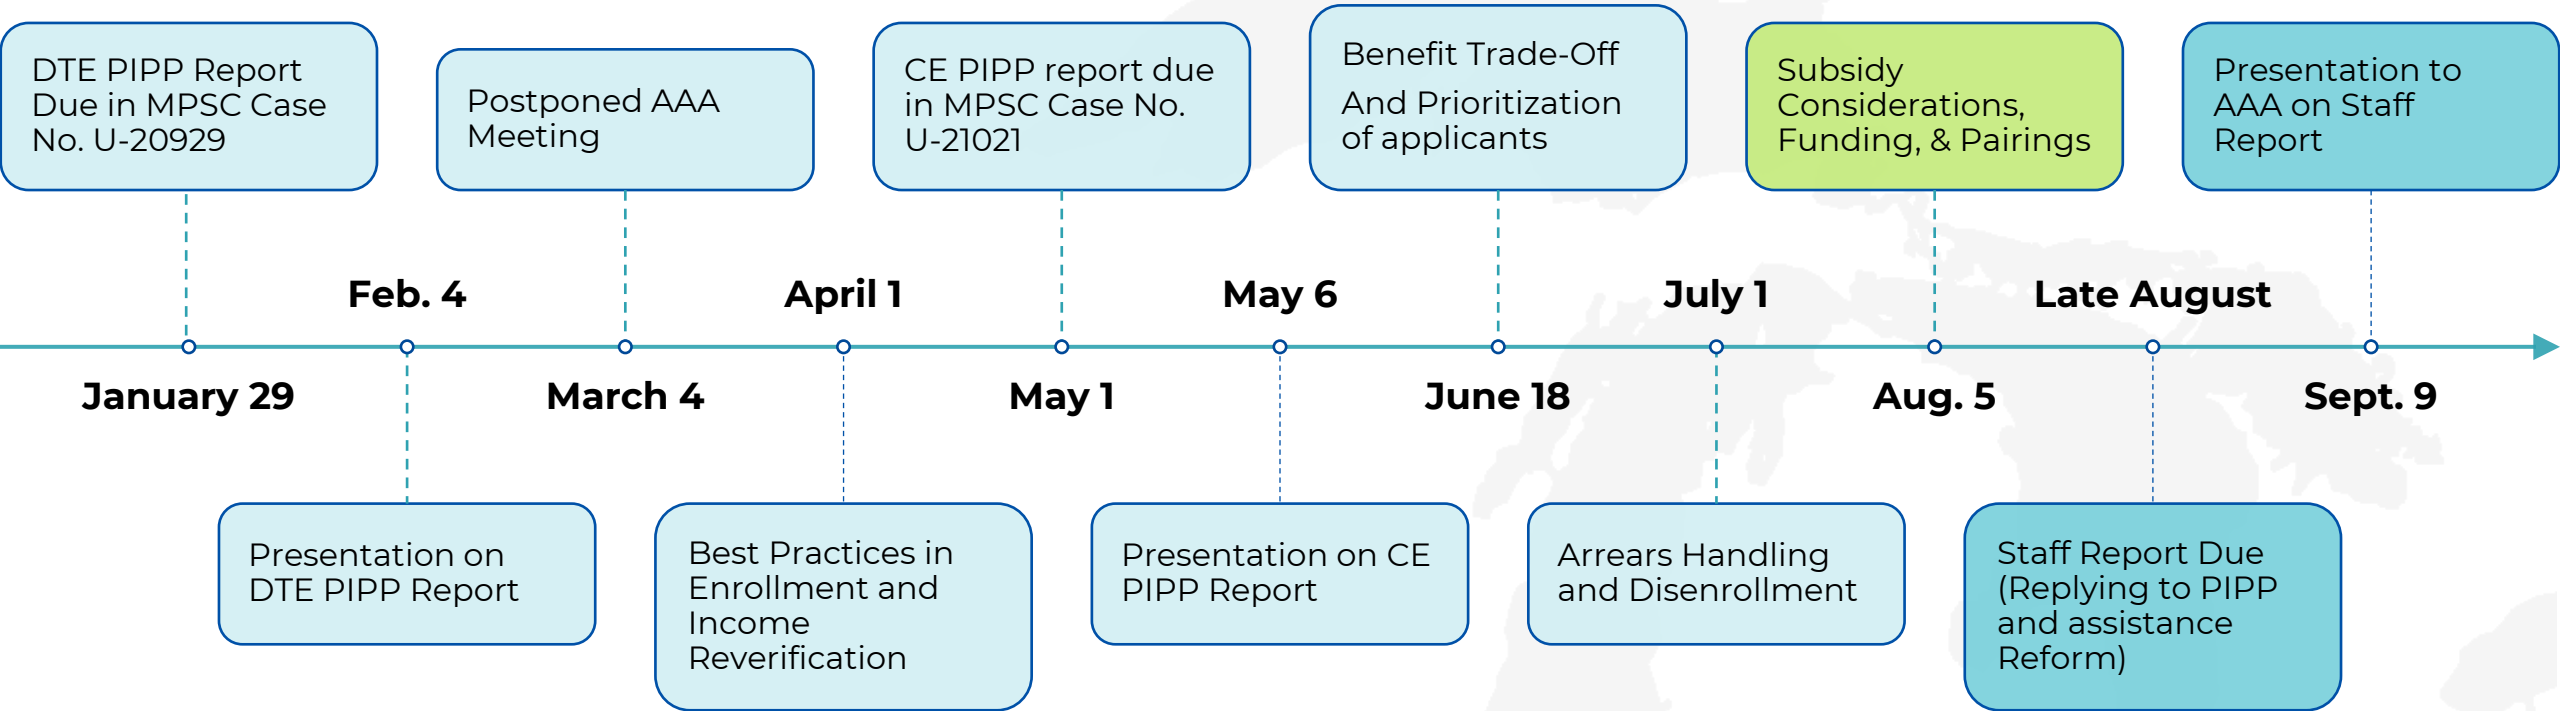 DTE PIPP Report
Due in MPSC Case
No. U-20929
Postponed AAA
Meeting
CE PIPP report due
in MPSC Case No.
U-21021
Benefit Trade-Off
And Prioritization
of applicants
Subsidy
Considerations,
Funding, & Pairings
Presentation to
AAA on Staff
Report
Feb. 4
April 1
May 6
July 1
Late August
January 29
March 4
May 1
June 18
Aug. 5
Sept. 9
Presentation on
DTE PIPP Report
Best Practices in
Enrollment and
Income
Reverification
Presentation on CE
PIPP Report
Arrears Handling
and Disenrollment
Staff Report Due
(Replying to PIPP
and assistance
Reform)